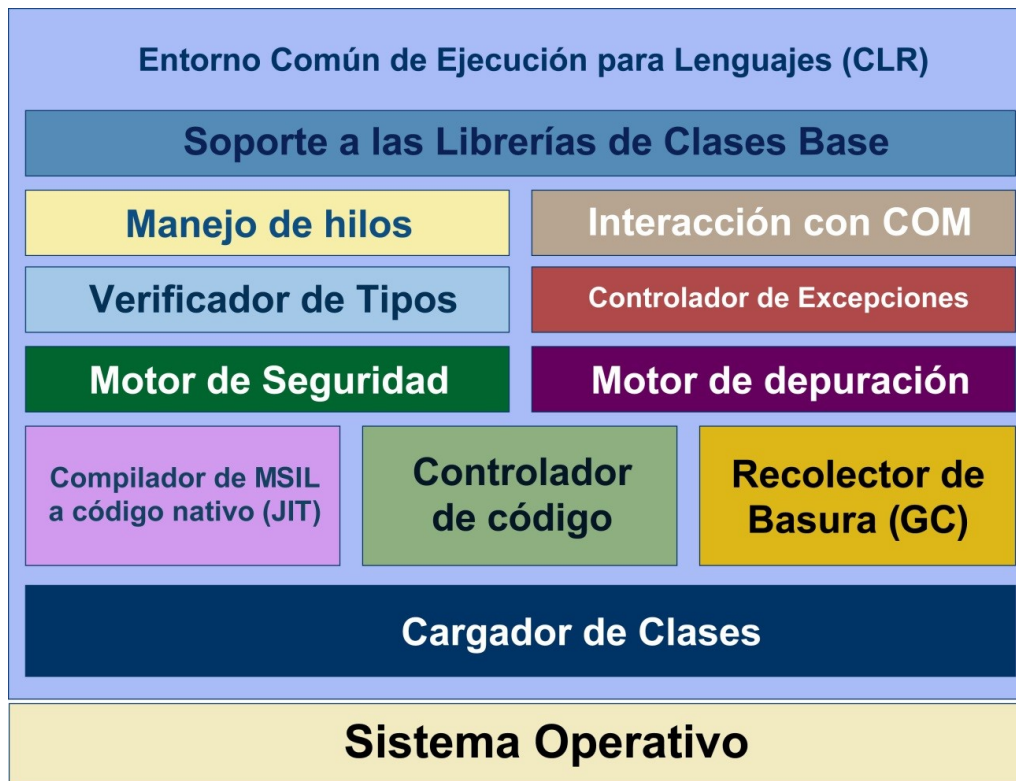 Entorno Común de Ejecución para Lenguajes (CLR)
Soporte a las Librerías de Clases Base
Manejo de hilos
Interacción con COM
Verificador de Tipos
Controlador de Excepciones
Motor de Seguridad
Motor de depuración
Compilador de MSIL
a código nativo (JIT)
Controlador
de código
Recolector de
Basura (GC)
Cargador de Clases
Sistema Operativo